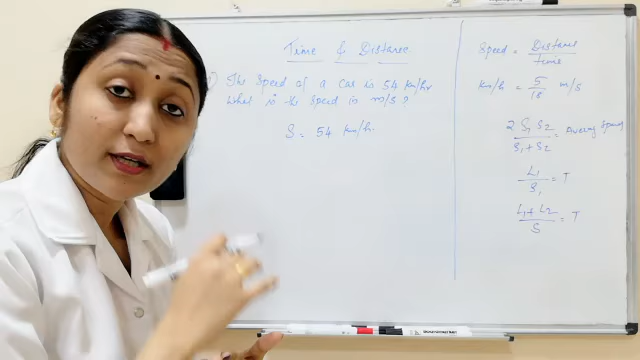 Time & Distance
The Speed of a Car is 54 km/hr
What is the Speed in m/s?
S = 54 km/h.
Speed = Distance / time
km/h = 5/18 m/s
2 S1 S2 / S1 + S2 = Average Speed
L1 / S1 = T
L1 + L2 / S = T